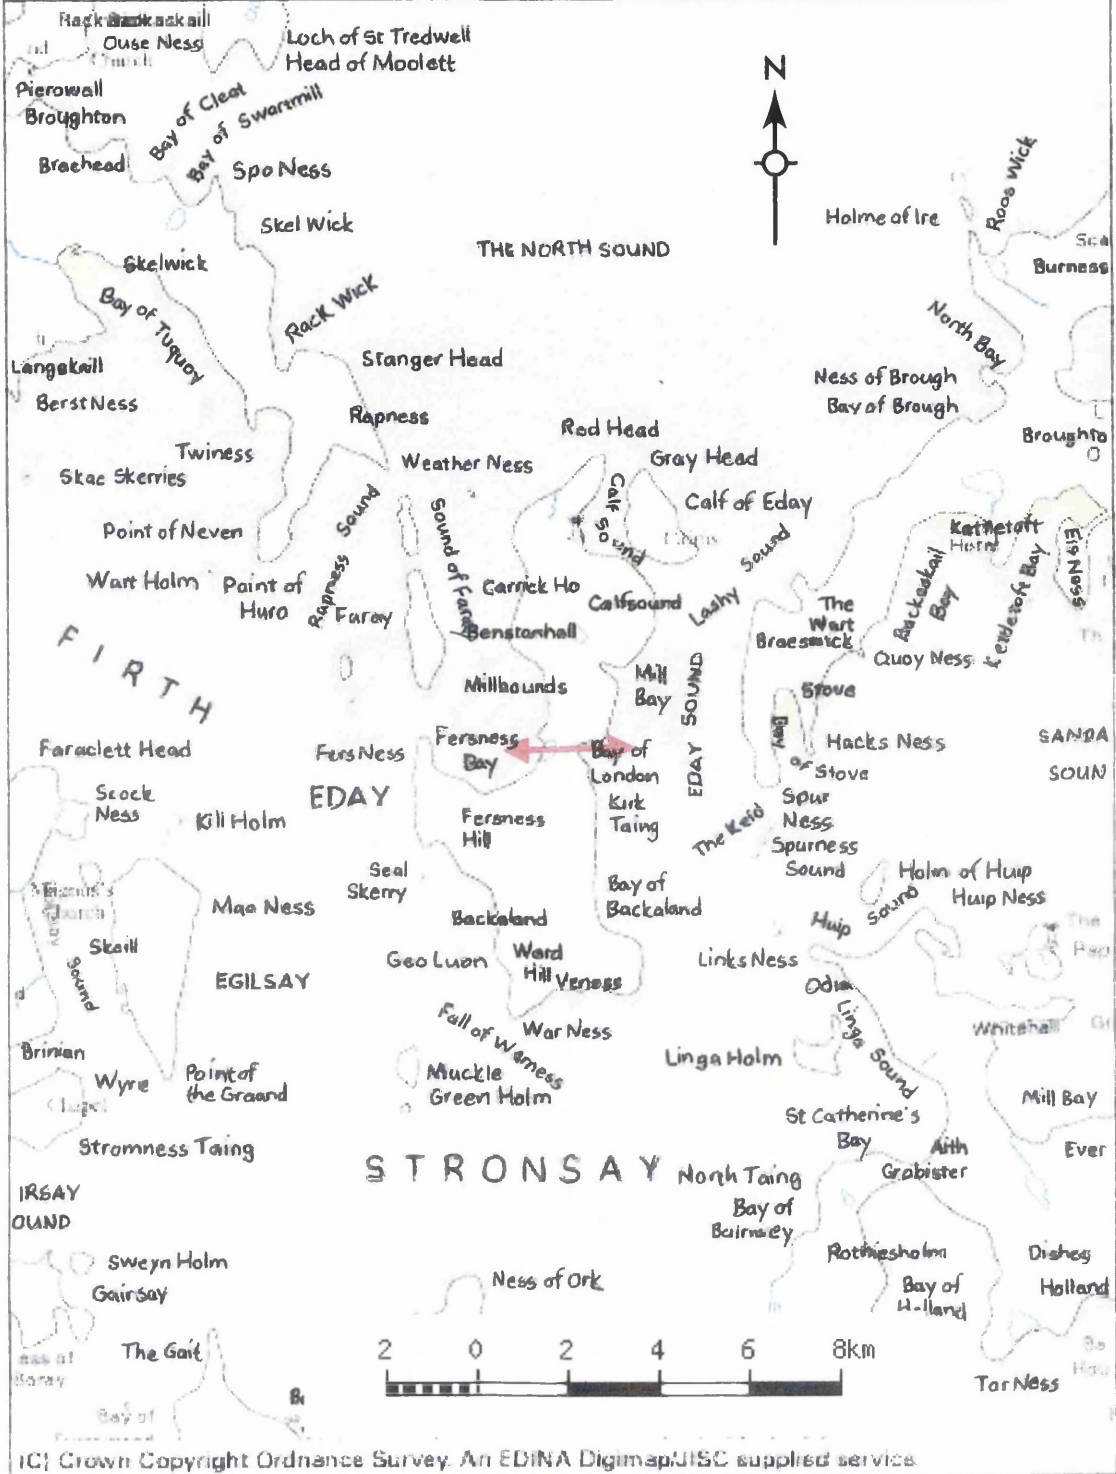 Ouse Ness
Loch of St Tredwell
Head of Moolett
N
Pierowall
Broughton
Bay of Cleat
Bay of Swartmill
Braehead
Spo Ness
Skel Wick
Holme of Ire
Roos Wick
THE NORTH SOUND
Skelwick
Burness
Bay of Tuquoy
Rack Wick
North Bay
Langskaill
Stanger Head
Ness of Brough
Berst Ness
Bay of Brough
Rapness
Red Head
Broughto
Twiness
Weather Ness
Gray Head
Skae Skerries
Calf Sound
Calf of Eday
Point of Neven
Rapness Sound
Sound of Faray
Lashy Sound
Kettletoft
Els Ness
Backaskail
Bay
Kettletoft Bay
Wart Holm
Point of
Huro
Faray
Carrick Ho
Calfsound
The
Wart
Braeswick
Benstonhall
Quoy Ness
FIRTH
Millbounds
Mill
Bay
EDAY SOUND
Stove
Faraclett Head
Fers Ness
Fersness
Bay
Bay of
London
Bay
of
Stove
Hacks Ness
SANDA
SOUN
Scock
Ness
Kili Holm
EDAY
Fersness
Hill
Kirk
Taing
The Keld
Spur
Ness
Spurness
Sound
Seal
Skerry
Holm of Huip
Huip Ness
Mae Ness
Backaland
Bay of
Backaland
Huip Sound
Skaill
Sound
Geo Luon
Ward
Hill
Veness
Links Ness
EGILSAY
Odin
Linga Sound
Fall of Warness
War Ness
Whitehall
Brinian
Linga Holm
Wyre
Point of
the Graand
Muckle
Green Holm
Mill Bay
St Catherine's
Bay
Stromness Taing
Aith
Ever
STRONSAY
North Taing
Grobister
IRSAY
OUND
Bay of
Bairnsey
Sweyn Holm
Rothiesholm
Dishes
Gairsay
Ness of Ork
Bay of
Holland
Holland
The Gait
2 0 2 4 6 8km
Tor Ness
Bay of
(C) Crown Copyright Ordnance Survey. An EDINA Digimap/JISC supplied service.